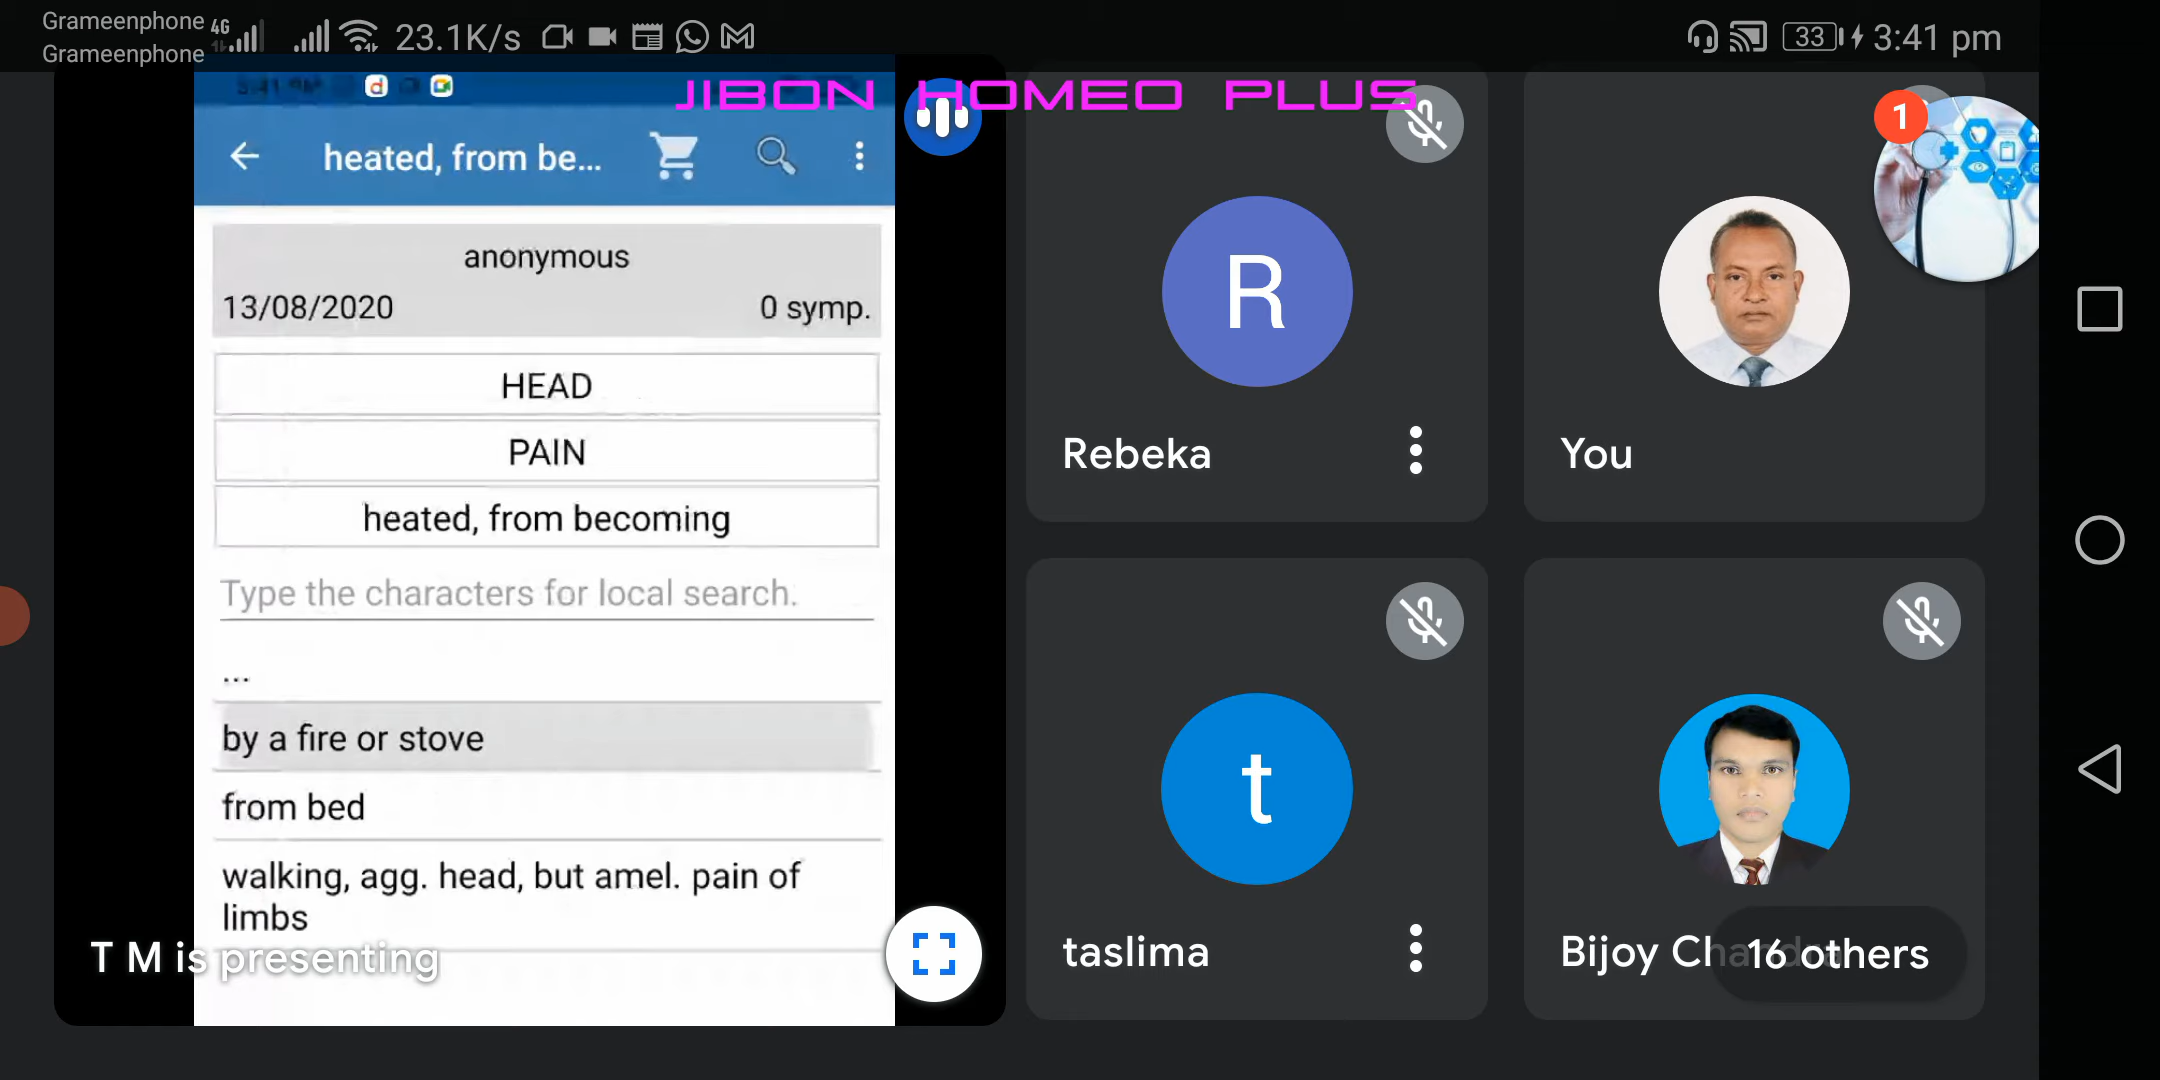 Grameenphone 4G
Grameenphone
23.1K/s
33
3:41 pm
JIBON HOMEO PLUS
heated, from be...
1
anonymous
13/08/2020
0 symp.
HEAD
PAIN
heated, from becoming
Type the characters for local search.
...
by a fire or stove
from bed
walking, agg. head, but amel. pain of
limbs
T M is presenting
R
Rebeka
You
t
taslima
Bijoy
16 others